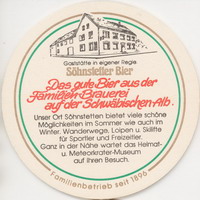 Gaststätte in eigener Regie
Söhnstetter Bier
Das gute Bier aus der
Familien-Brauerei
auf der Schwäbischen Alb.
Unser Ort Söhnstetten bietet viele schöne
Möglichkeiten im Sommer wie auch im
Winter. Wanderwege, Loipen u. Skilifte
für Sportler und Freizeitler.
Ganz in der Nähe wartet das Heimat-
u. Meteorkrater-Museum
auf Ihren Besuch.
Familienbetrieb seit 1896